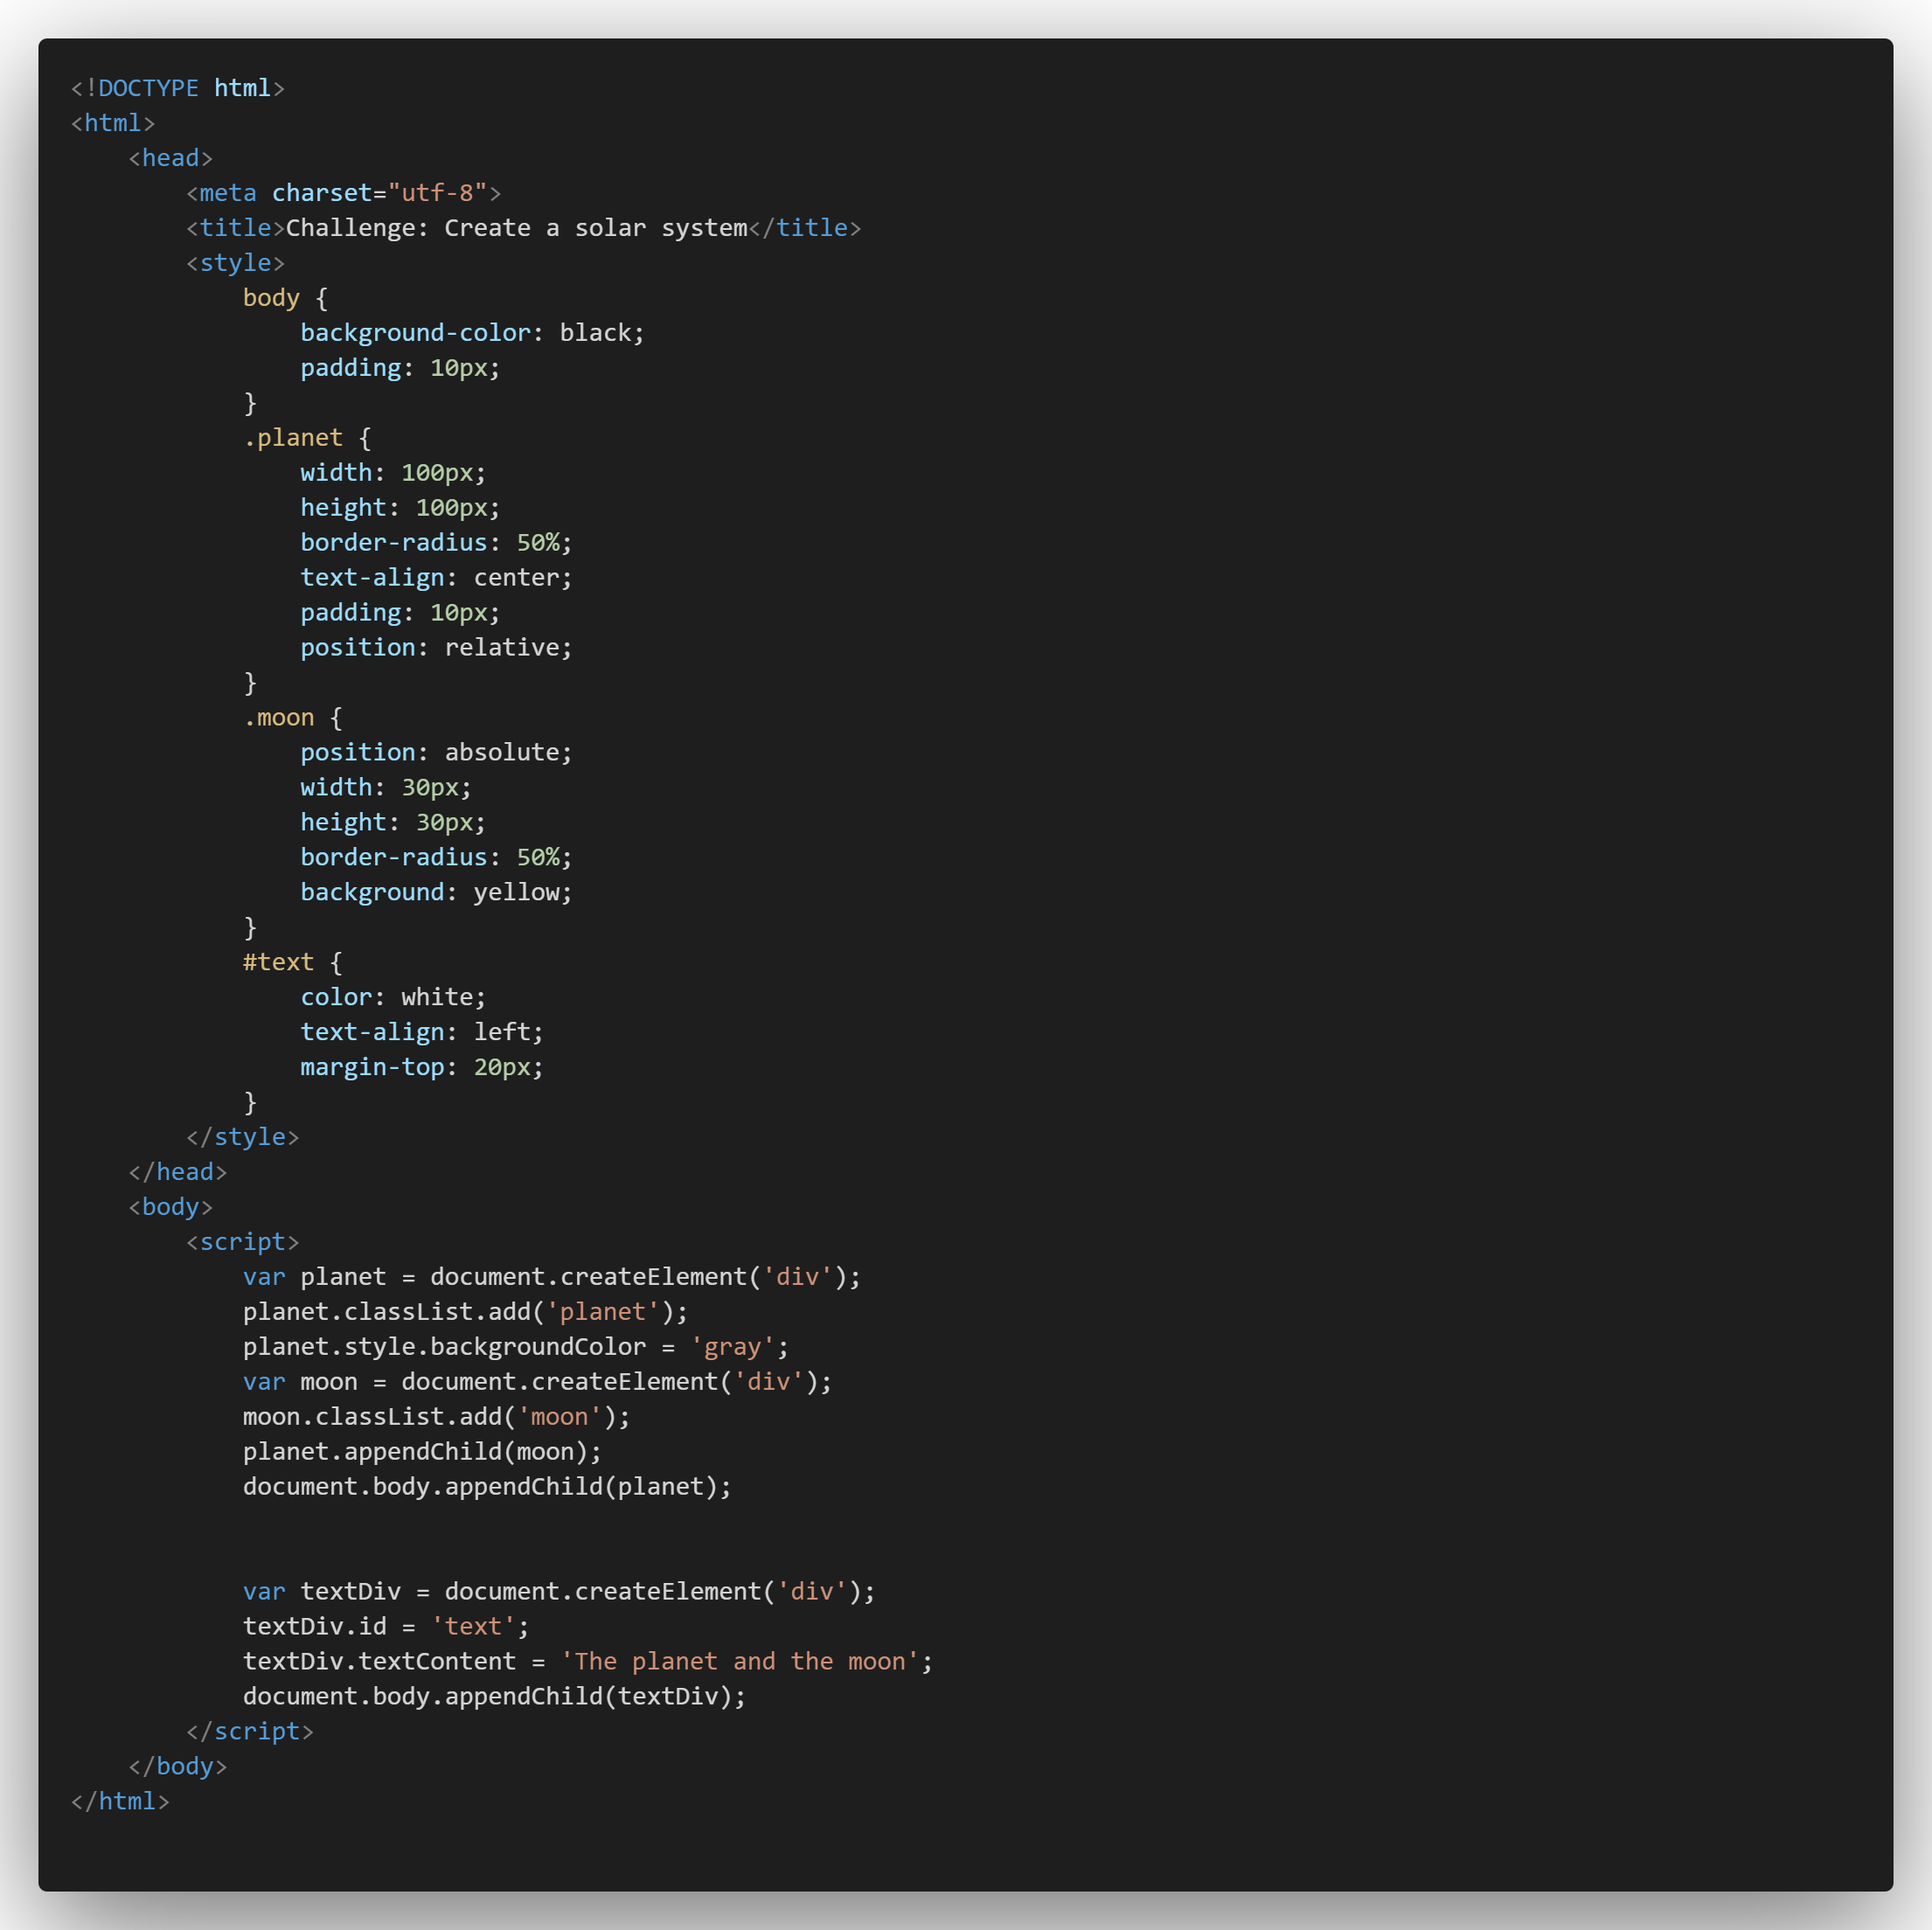 <!DOCTYPE html>
<html>
    <head>
        <meta charset="utf-8">
        <title>Challenge: Create a solar system</title>
        <style>
            body {
                background-color: black;
                padding: 10px;
            }
            .planet {
                width: 100px;
                height: 100px;
                border-radius: 50%;
                text-align: center;
                padding: 10px;
                position: relative;
            }
            .moon {
                position: absolute;
                width: 30px;
                height: 30px;
                border-radius: 50%;
                background: yellow;
            }
            #text {
                color: white;
                text-align: left;
                margin-top: 20px;
            }
        </style>
    </head>
    <body>
        <script>
            var planet = document.createElement('div');
            planet.classList.add('planet');
            planet.style.backgroundColor = 'gray';
            var moon = document.createElement('div');
            moon.classList.add('moon');
            planet.appendChild(moon);
            document.body.appendChild(planet);


            var textDiv = document.createElement('div');
            textDiv.id = 'text';
            textDiv.textContent = 'The planet and the moon';
            document.body.appendChild(textDiv);
        </script>
    </body>
</html>